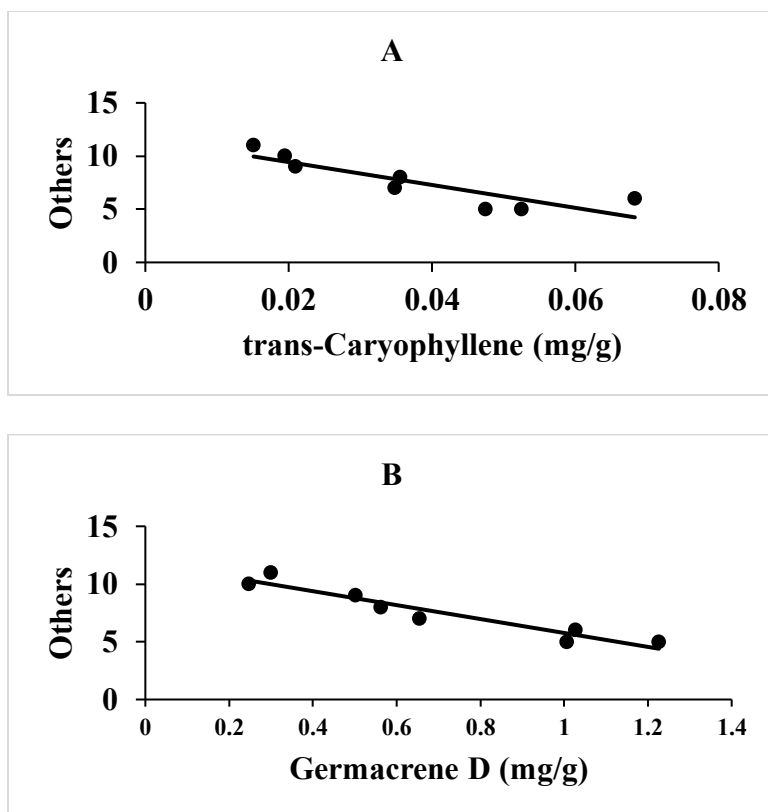 A
15
10
5
0
Others
0 0.02 0.04 0.06 0.08
trans-Caryophyllene (mg/g)
B
15
10
5
0
Others
0 0.2 0.4 0.6 0.8 1 1.2 1.4
Germacrene D (mg/g)